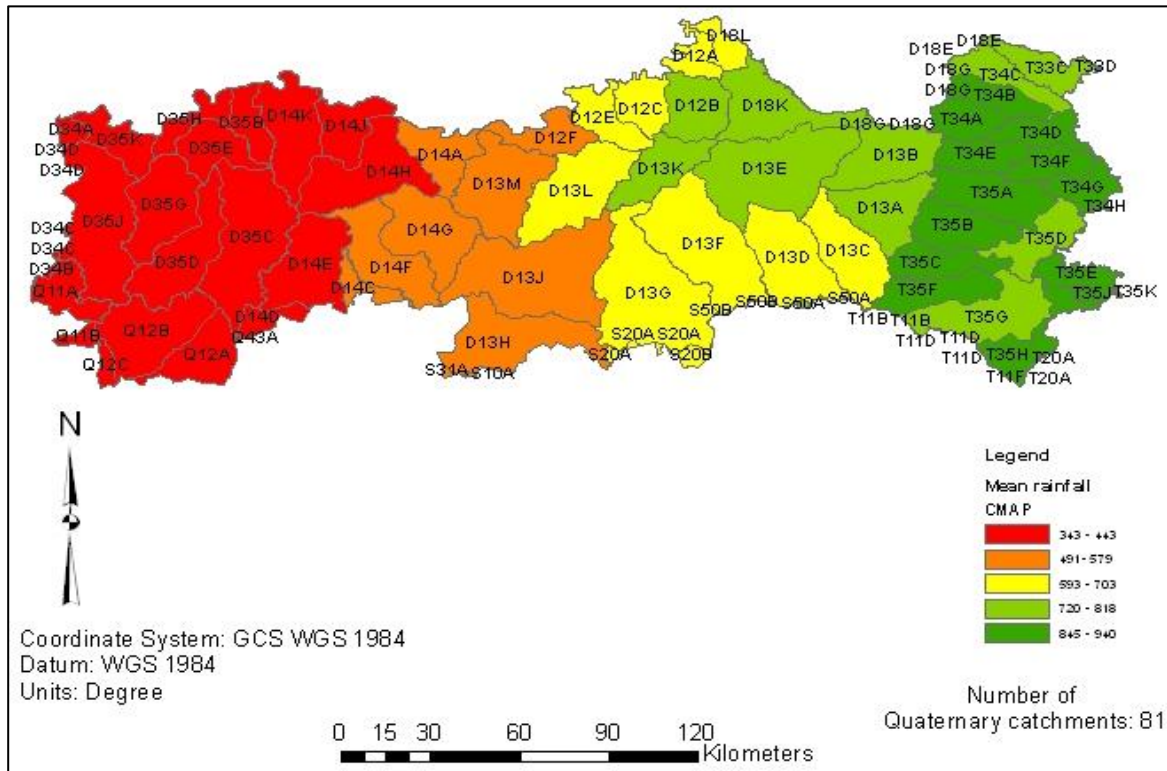 D18L
D12A
D18E
D18E
T33C
T33D
D18G
T34C
D18G
T34B
D35H
D35B
D14K
D34A
D35K
D14J
D12E
D12C
D12B
D18K
D34D
D35E
D12F
D18G
D18G
T34A
T34D
D34D
D14H
D14A
D13K
D13E
D13B
T34E
T34F
D35G
D13M
D13L
D13A
T35A
T34G
T34H
D35J
D34C
D34C
D35C
D14G
D13F
T35B
T35D
D34B
D35D
D14E
D14F
D13J
D13D
D13C
T35C
T35E
Q11A
D14C
D13G
S50B
S50B
S50A
S50A
T35F
T35J
T35K
Q11B
Q12B
D14D
Q43A
D13H
S20A
S20A
T11B
T11B
T35G
Q12C
Q12A
S31A
S10A
S20A
S20B
T11D
T11D
T11D
T35H
T20A
T11F
T20A
N
Legend
Mean rainfall
CMAP
343 - 443
491-579
593 - 703
720 - 818
845 - 940
Coordinate System: GCS WGS 1984
Datum: WGS 1984
Units: Degree
Number of
Quaternary catchments: 81
0 15 30 60 90 120
Kilometers